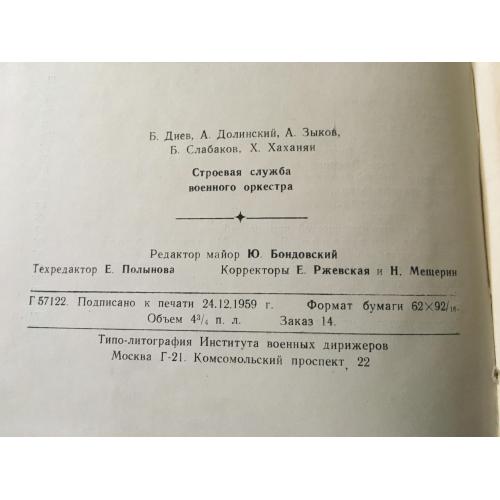 Б. Диев, А. Долинский, А. Зыков,
Б. Слабаков, Х. Хаханян
Строевая служба
военного оркестра
Редактор майор Ю. Бондовский
Техредактор Е. Полынова Корректоры Е. Ржевская и Н. Мещерин
Г 57122. Подписано к печати 24.12.1959 г. Формат бумаги 62×92/16.
Объем 4³/₄ п. л. Заказ 14.
Типо-литография Института военных дирижеров
Москва Г-21. Комсомольский проспект, 22